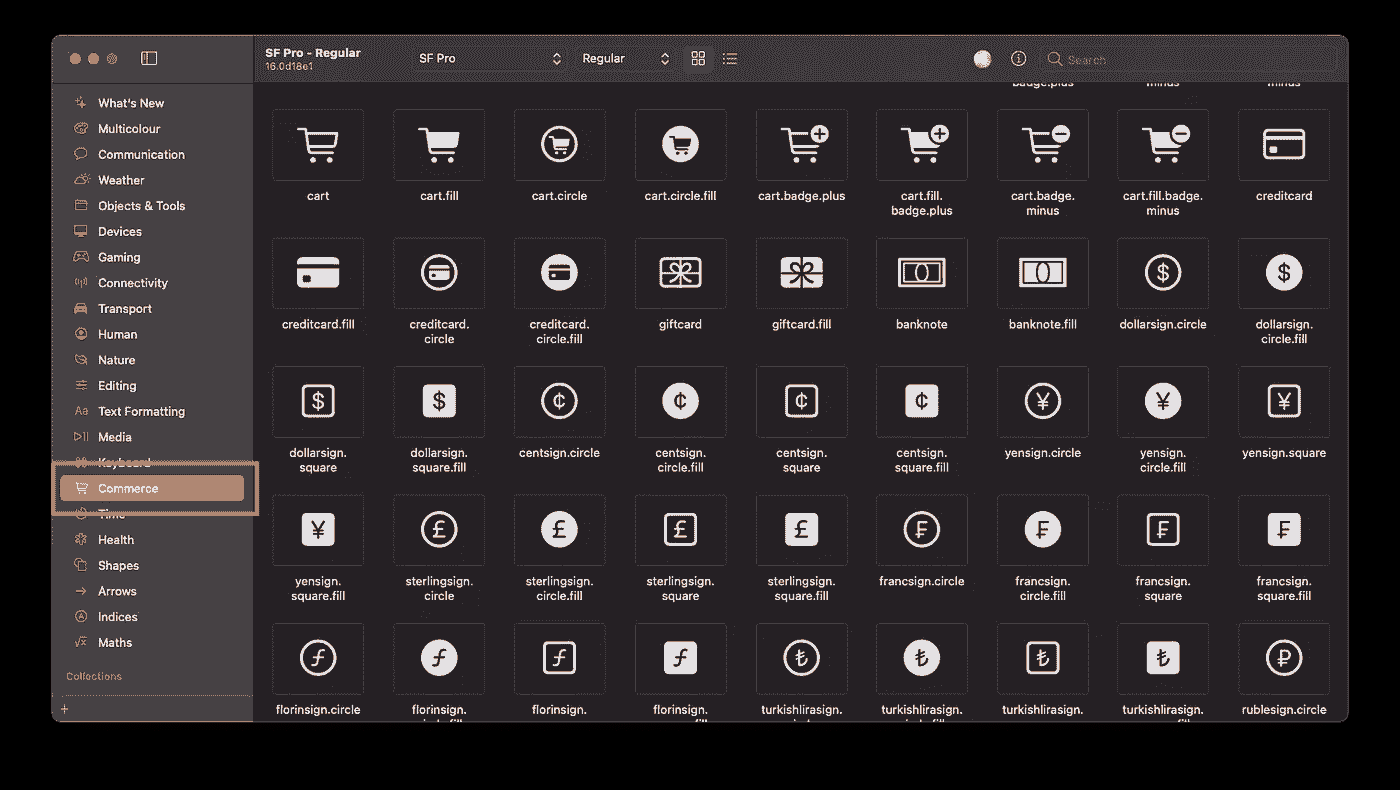 SF Pro - Regular
16.0d18e1
SF Pro
Regular
Search
What's New
Multicolour
Communication
Weather
Objects & Tools
Devices
Gaming
Connectivity
Transport
Human
Nature
Editing
Aa Text Formatting
Media
Keyboard
Commerce
Time
Health
Shapes
Arrows
Indices
Maths
Collections
+
badge.plus minus minus
cart cart.fill cart.circle cart.circle.fill cart.badge.plus cart.fill. cart.badge. cart.fill.badge. creditcard
badge.plus minus minus
creditcard.fill creditcard. creditcard. giftcard giftcard.fill banknote banknote.fill dollarsign.circle dollarsign.
circle circle.fill circle.fill
dollarsign. dollarsign. centsign.circle centsign. centsign. centsign. yensign.circle yensign. yensign.square
square square.fill circle.fill square square.fill circle.fill
yensign. sterlingsign. sterlingsign. sterlingsign. sterlingsign. francsign.circle francsign. francsign. francsign.
square.fill circle circle.fill square square.fill circle.fill square square.fill
florinsign.circle florinsign. florinsign. florinsign. turkishlirasign. turkishlirasign. turkishlirasign. turkishlirasign. rublesign.circle